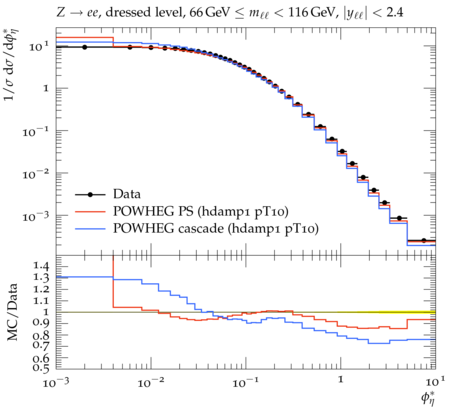 Z → ee, dressed level, 66 GeV ≤ mℓℓ < 116 GeV, |yℓℓ| < 2.4
1/σ dσ/dφ*η
10¹
1
10⁻¹
10⁻²
10⁻³
Data
POWHEG PS (hdamp1 pT10)
POWHEG cascade (hdamp1 pT10)
MC/Data
1.4
1.3
1.2
1.1
1
0.9
0.8
0.7
0.6
0.5
10⁻³ 10⁻² 10⁻¹ 1 10¹
φ*η